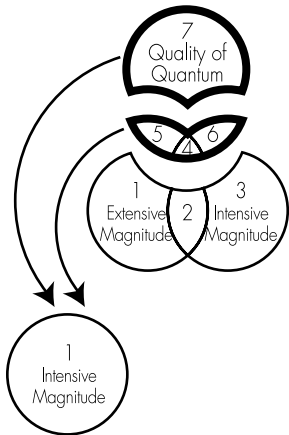 7
Quality of
Quantum
5 6
4
1 3
Extensive 2 Intensive
Magnitude Magnitude
1
Intensive
Magnitude